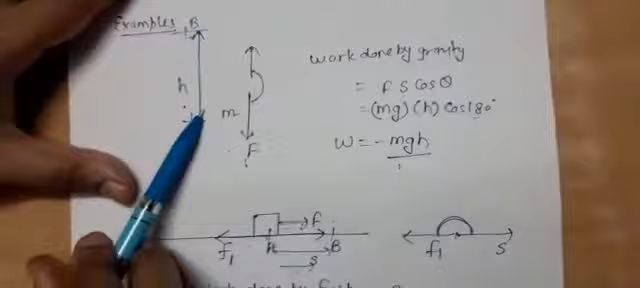 Examples B
h
m
F
Work done by gravity
= F S Cos θ
= (mg) (h) Cos 180°
W = - mgh
F
f₁ A B
S
f₁ S